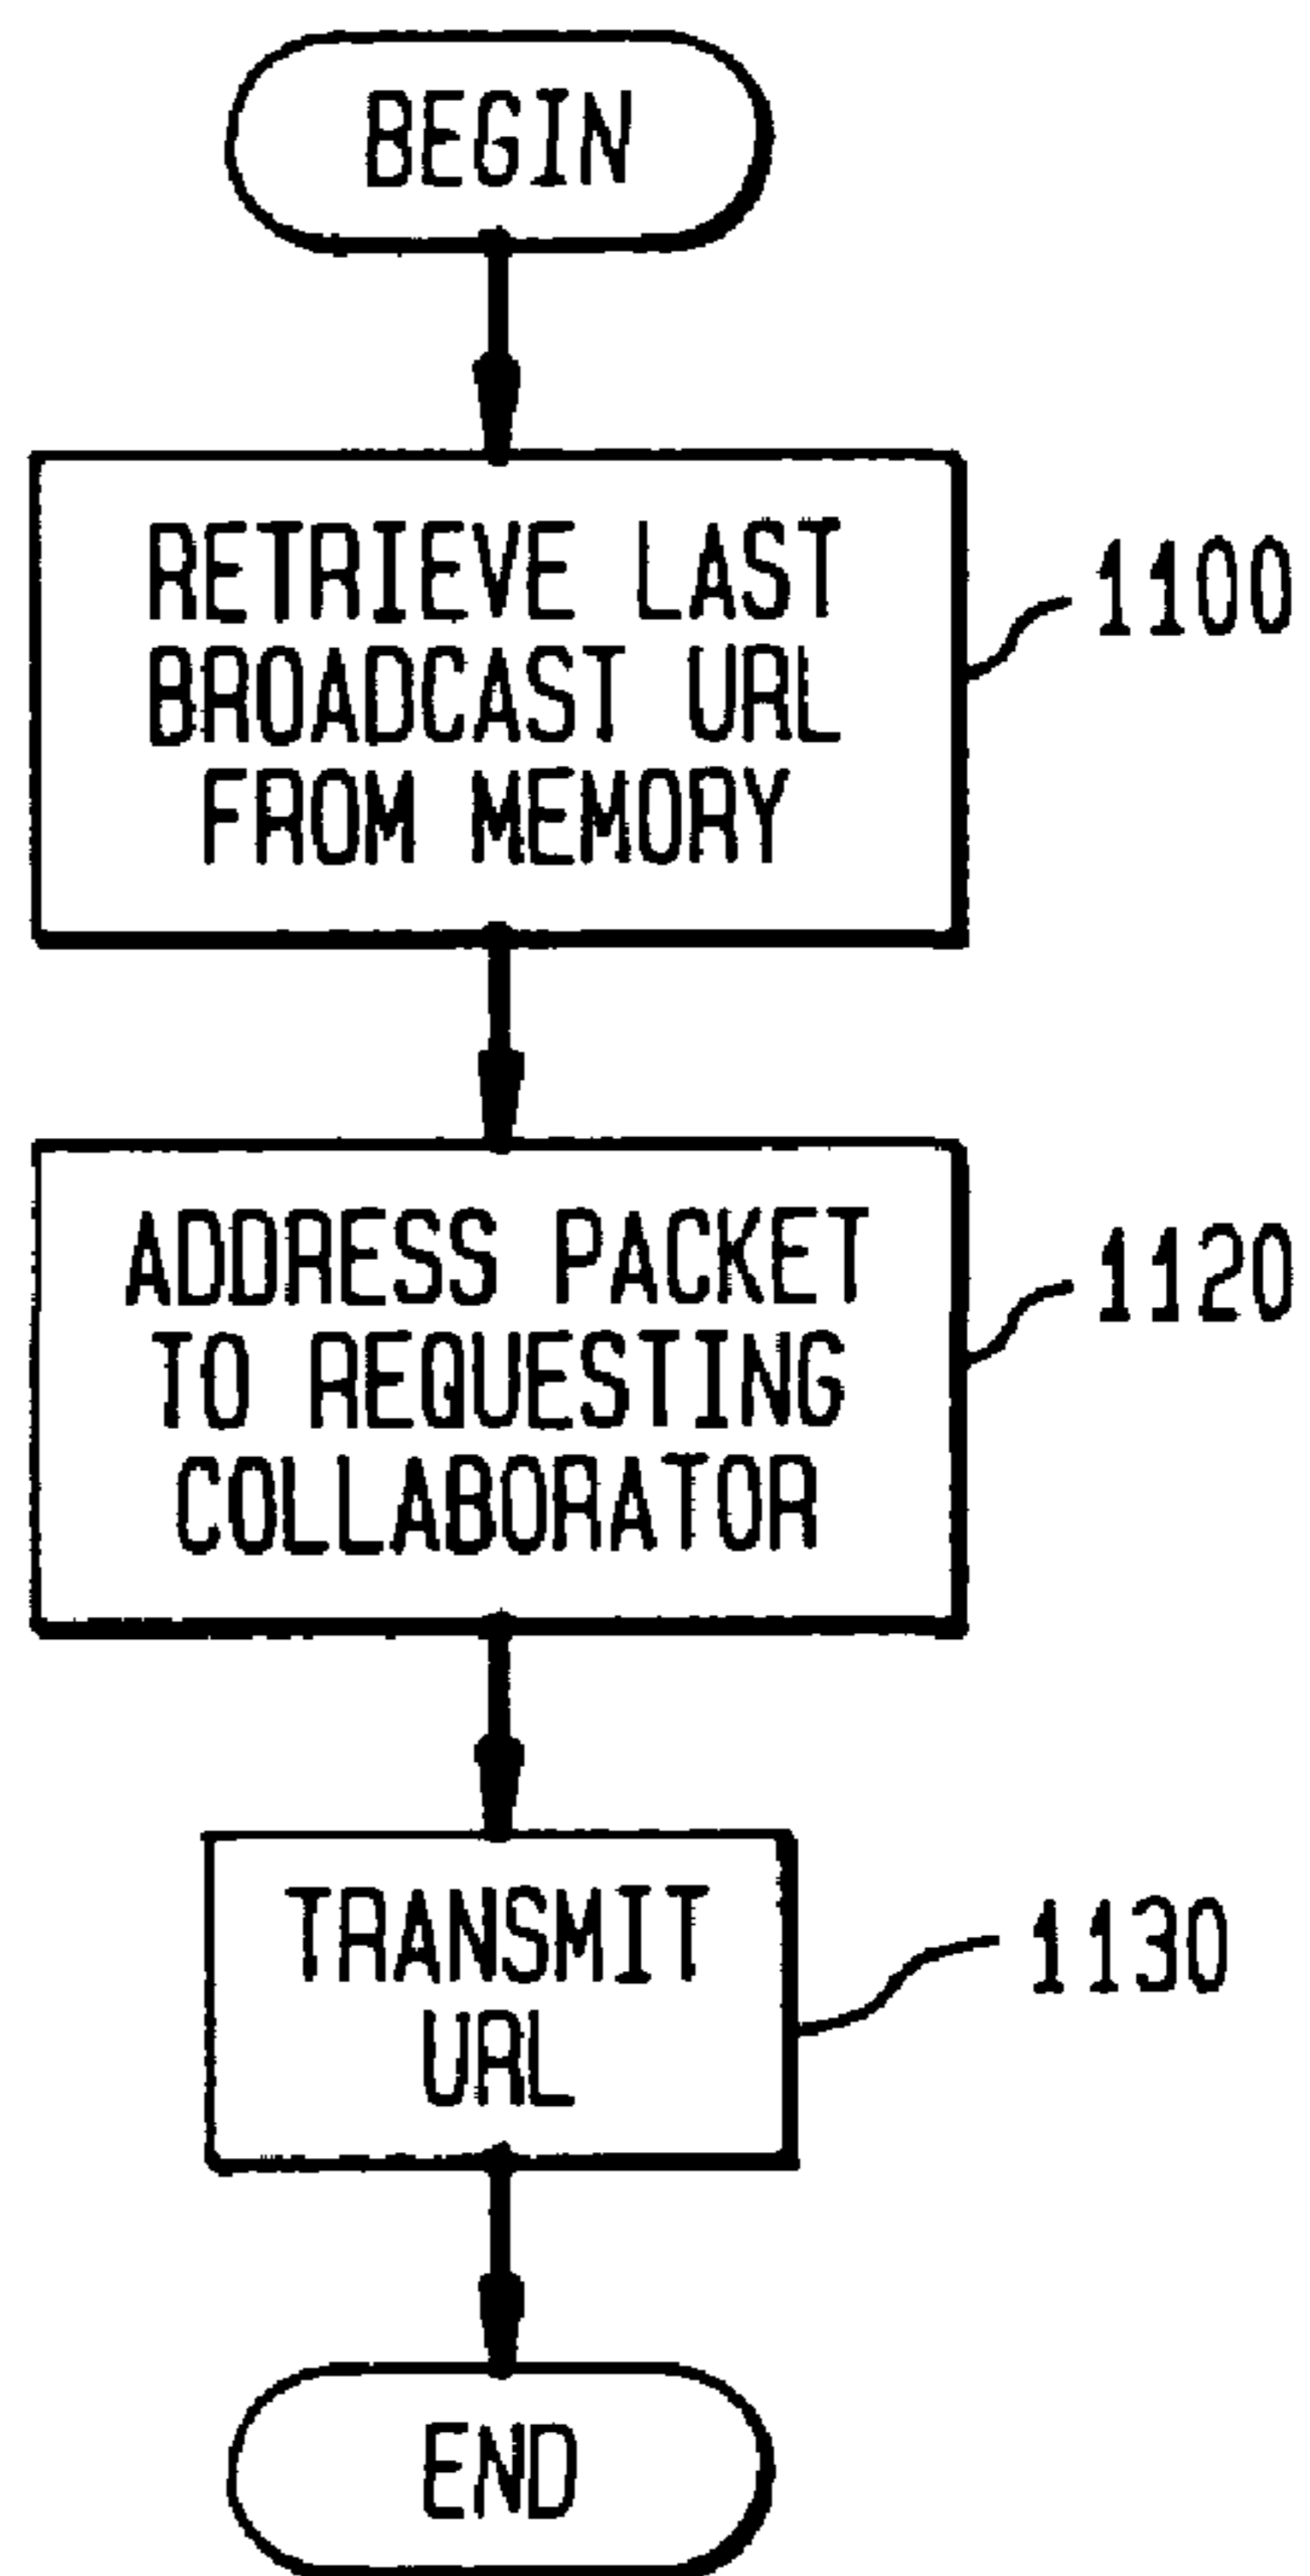 BEGIN
RETRIEVE LAST
BROADCAST URL
FROM MEMORY
1100
ADDRESS PACKET
TO REQUESTING
COLLABORATOR
1120
TRANSMIT
URL
1130
END